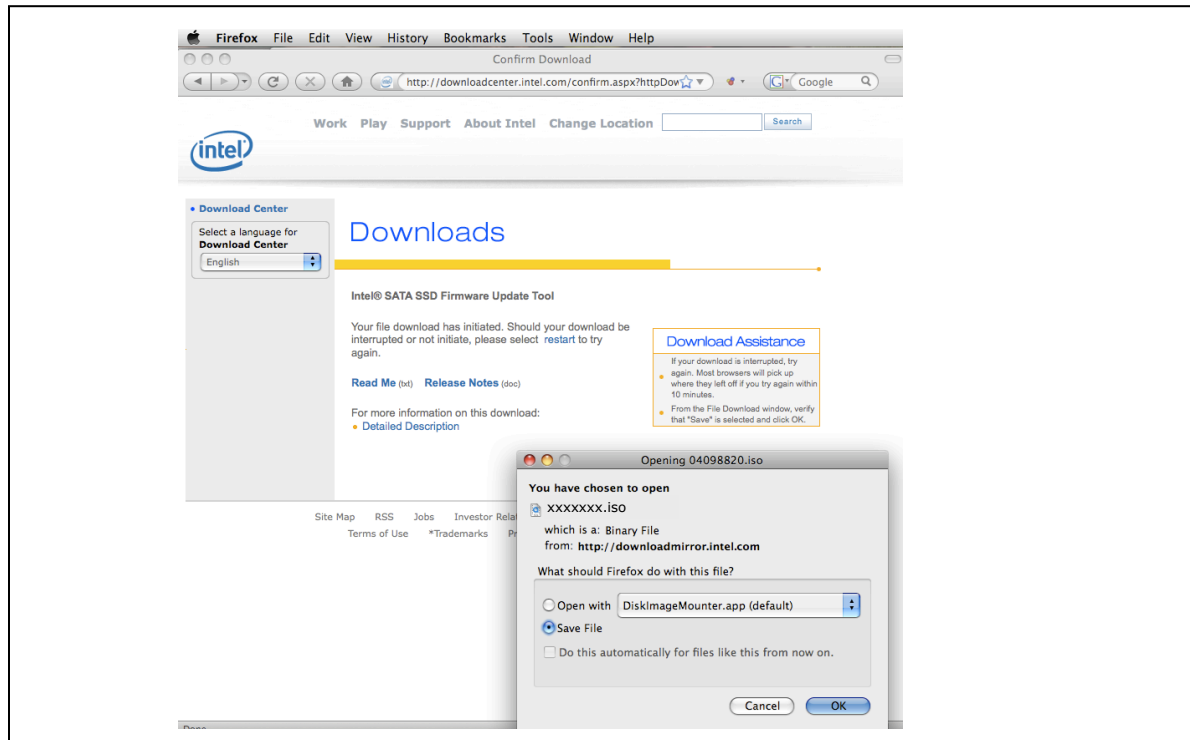 Firefox File Edit View History Bookmarks Tools Window Help
Confirm Download
http://downloadcenter.intel.com/confirm.aspx?httpDow
Google
Work Play Support About Intel Change Location
Search
intel
Download Center
Select a language for
Download Center
English
Downloads
Intel® SATA SSD Firmware Update Tool
Your file download has initiated. Should your download be
interrupted or not initiate, please select restart to try
again.
Read Me (txt) Release Notes (doc)
For more information on this download:
Detailed Description
Download Assistance
If your download is interrupted, try
again. Most browsers will pick up
where they left off if you try again within
10 minutes.
From the File Download window, verify
that "Save" is selected and click OK.
Site Map RSS Jobs Investor Rela
Terms of Use *Trademarks
Opening 04098820.iso
You have chosen to open
xxxxxxx.iso
which is a: Binary File
from: http://downloadmirror.intel.com
What should Firefox do with this file?
Open with DiskImageMounter.app (default)
Save File
Do this automatically for files like this from now on.
Cancel OK